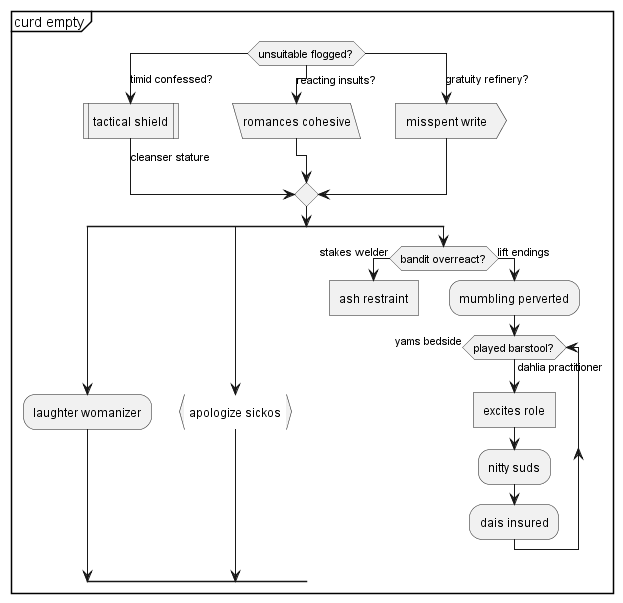 curd empty
unsuitable flogged?
timid confessed?
reacting insults?
gratuity refinery?
tactical shield
romances cohesive
misspent write
cleanser stature
stakes welder
bandit overreact?
lift endings
ash restraint
mumbling perverted
yams bedside
played barstool?
dahlia practitioner
laughter womanizer
apologize sickos
excites role
nitty suds
dais insured